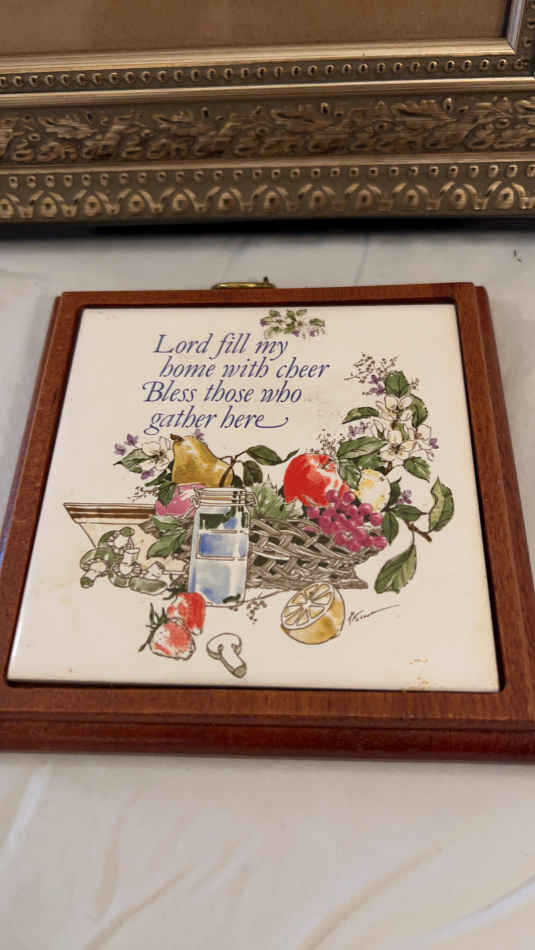 Lord fill my
home with cheer
Bless those who
gather here